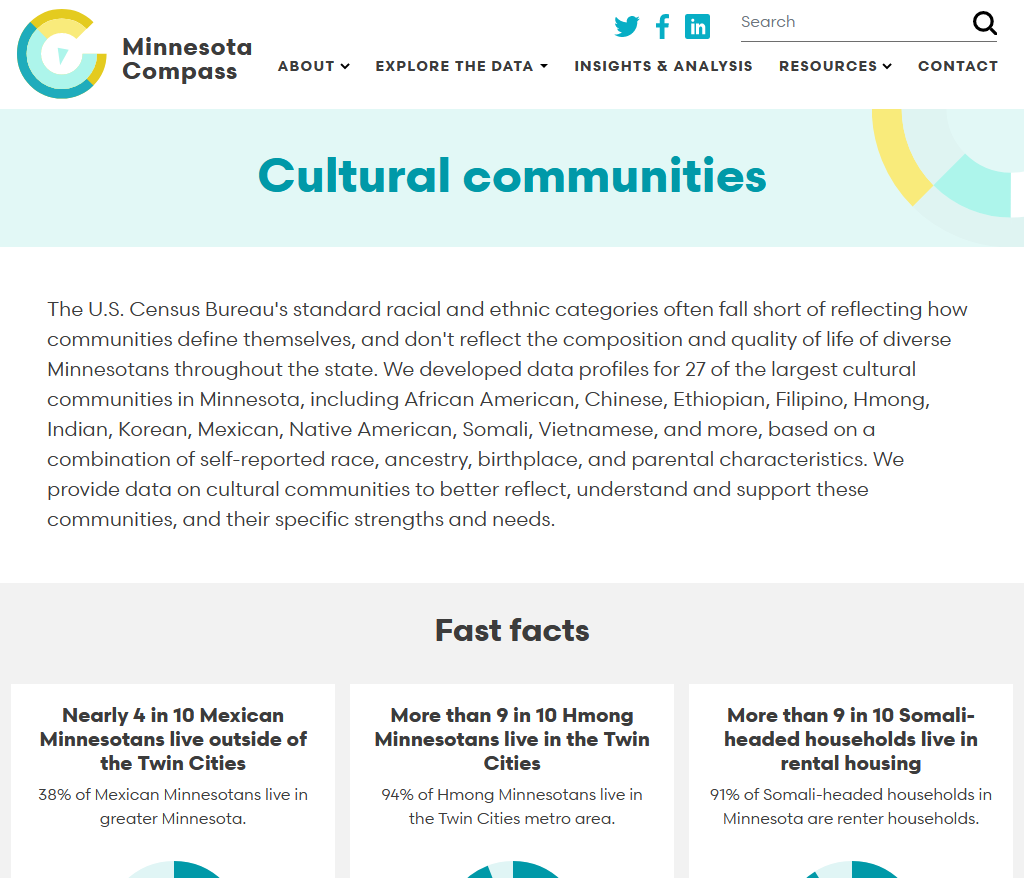 Minnesota
Compass
Search
ABOUT
EXPLORE THE DATA
INSIGHTS & ANALYSIS
RESOURCES
CONTACT
Cultural communities
The U.S. Census Bureau's standard racial and ethnic categories often fall short of reflecting how
communities define themselves, and don't reflect the composition and quality of life of diverse
Minnesotans throughout the state. We developed data profiles for 27 of the largest cultural
communities in Minnesota, including African American, Chinese, Ethiopian, Filipino, Hmong,
Indian, Korean, Mexican, Native American, Somali, Vietnamese, and more, based on a
combination of self-reported race, ancestry, birthplace, and parental characteristics. We
provide data on cultural communities to better reflect, understand and support these
communities, and their specific strengths and needs.
Fast facts
Nearly 4 in 10 Mexican
Minnesotans live outside of
the Twin Cities
38% of Mexican Minnesotans live in
greater Minnesota.
More than 9 in 10 Hmong
Minnesotans live in the Twin
Cities
94% of Hmong Minnesotans live in
the Twin Cities metro area.
More than 9 in 10 Somali-
headed households live in
rental housing
91% of Somali-headed households in
Minnesota are renter households.